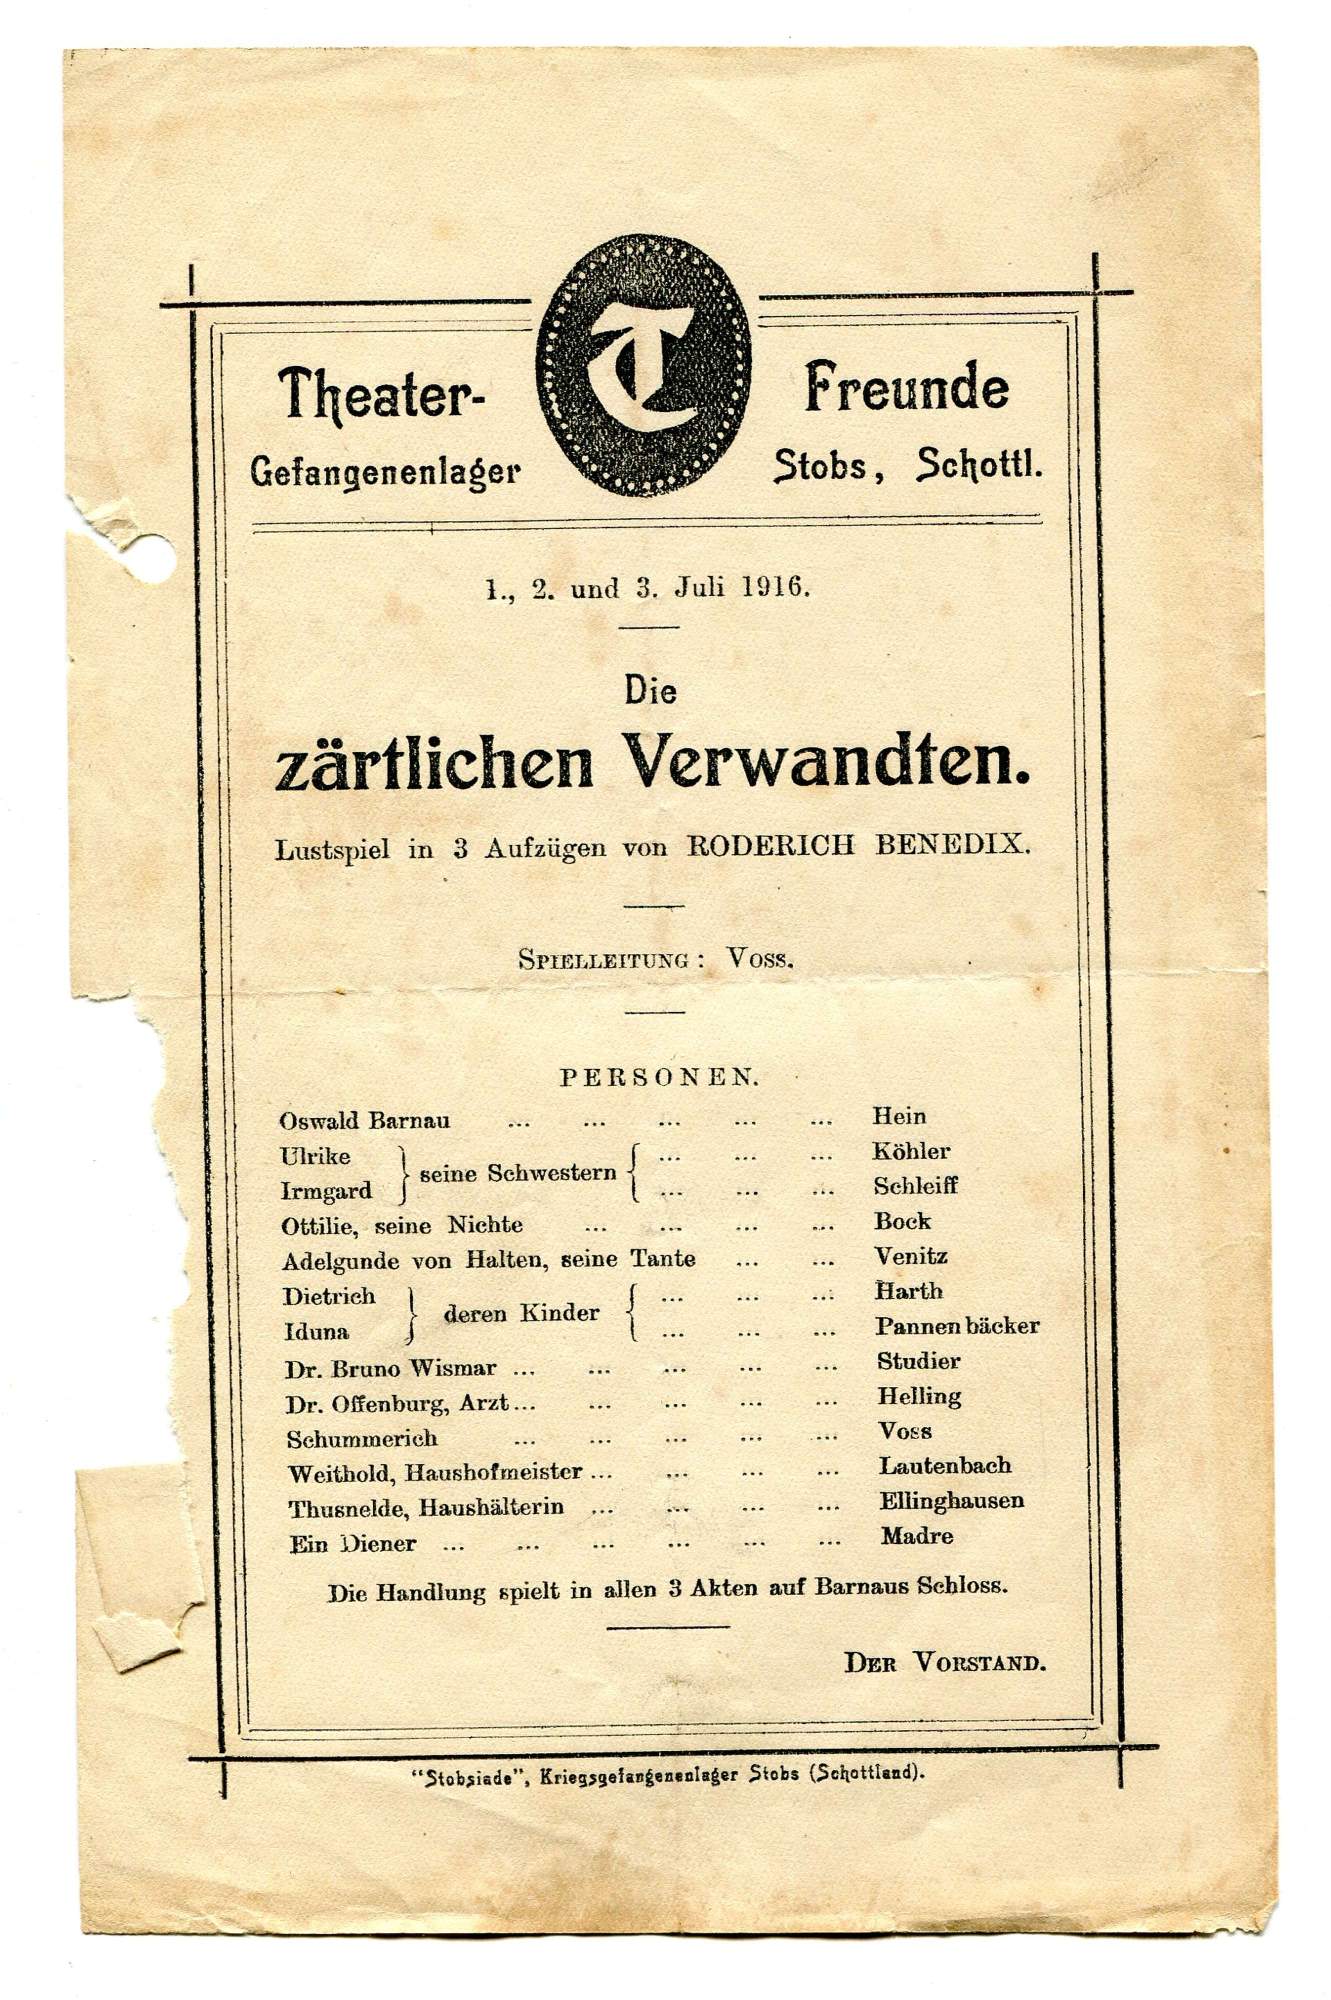 Theater- T Freunde
Gefangenenlager Stobs, Schottl.
1., 2. und 3. Juli 1916.
Die
zärtlichen Verwandten.
Lustspiel in 3 Aufzügen von RODERICH BENEDIX.
SPIELLEITUNG: VOSS.
PERSONEN.
Oswald Barnau ... ... ... ... ... Hein
Ulrike } seine Schwestern { ... ... ... Köhler
Irmgard } seine Schwestern { ... ... ... Schleiff
Ottilie, seine Nichte ... ... ... ... Bock
Adelgunde von Halten, seine Tante ... ... Venitz
Dietrich } deren Kinder { ... ... ... Harth
Iduna } deren Kinder { ... ... ... Pannenbäcker
Dr. Bruno Wismar ... ... ... ... ... Studier
Dr. Offenburg, Arzt ... ... ... ... ... Helling
Schummerich ... ... ... ... ... Voss
Weithold, Haushofmeister ... ... ... ... Lautenbach
Thusnelde, Haushälterin ... ... ... ... Ellinghausen
Ein Diener ... ... ... ... ... ... Madre
Die Handlung spielt in allen 3 Akten auf Barnaus Schloss.
DER VORSTAND.
"Stobsiade", Kriegsgefangenenlager Stobs (Schottland).